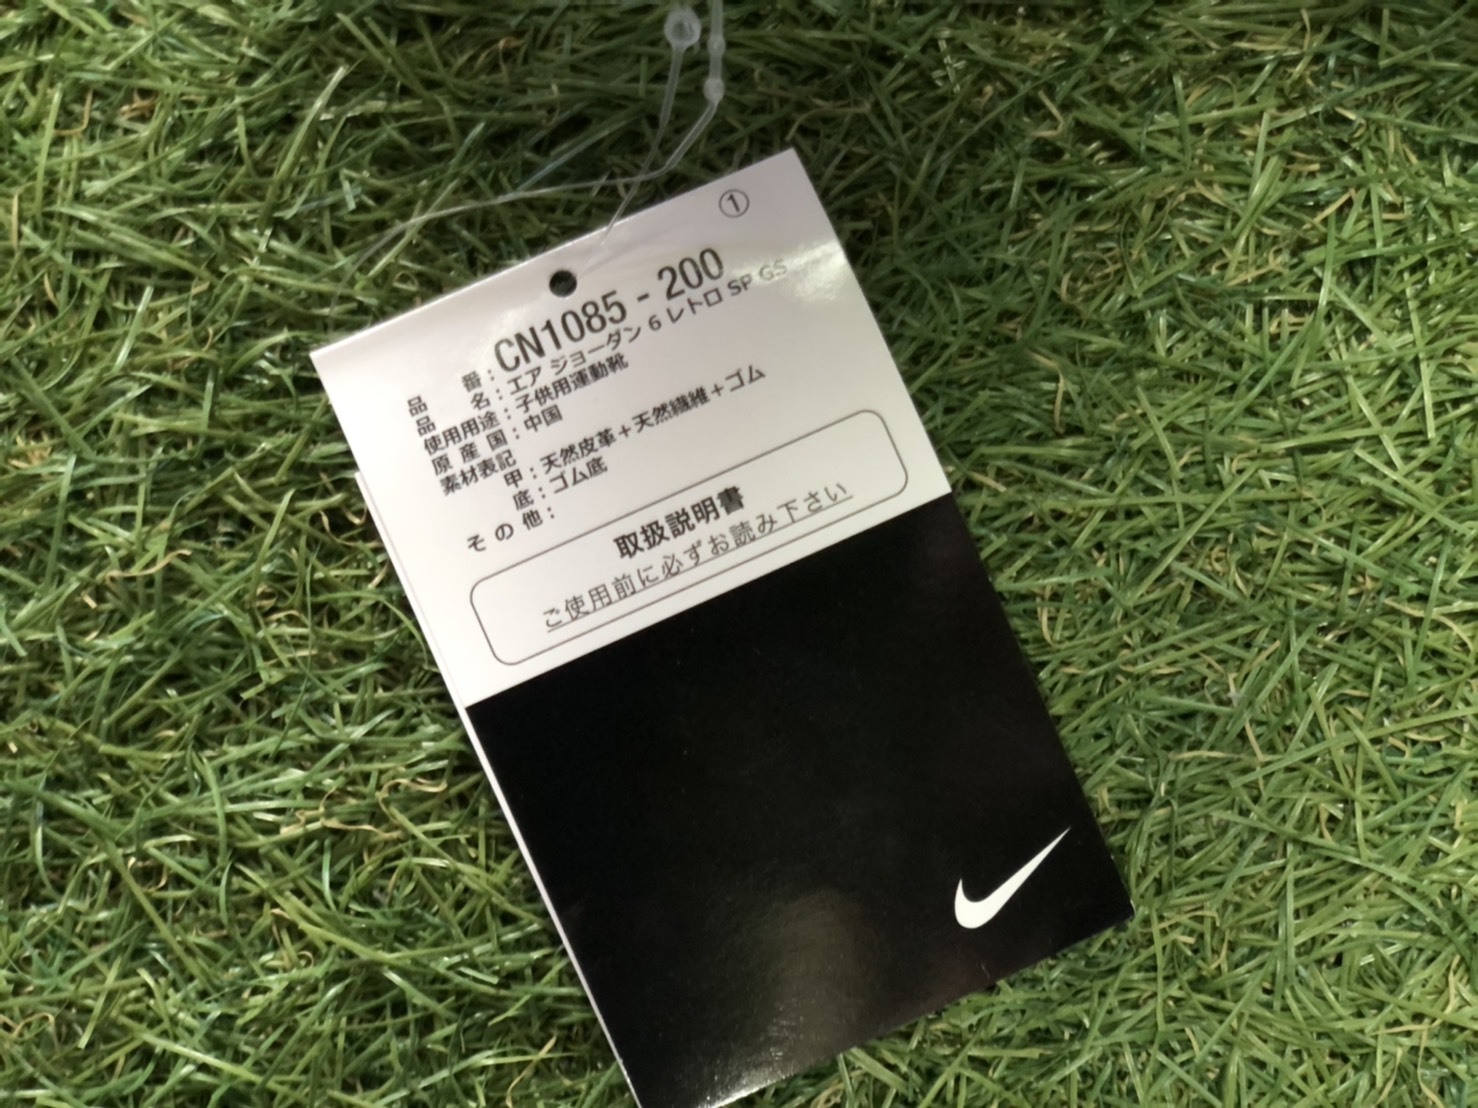 ①
品番：CN1085 - 200
品名：エア ジョーダン 6 レトロ SP GS
使用用途：子供用運動靴
原産国：中国
素材表記
甲：天然皮革＋天然繊維＋ゴム
底：ゴム底
その他：
取扱説明書
ご使用前に必ずお読み下さい